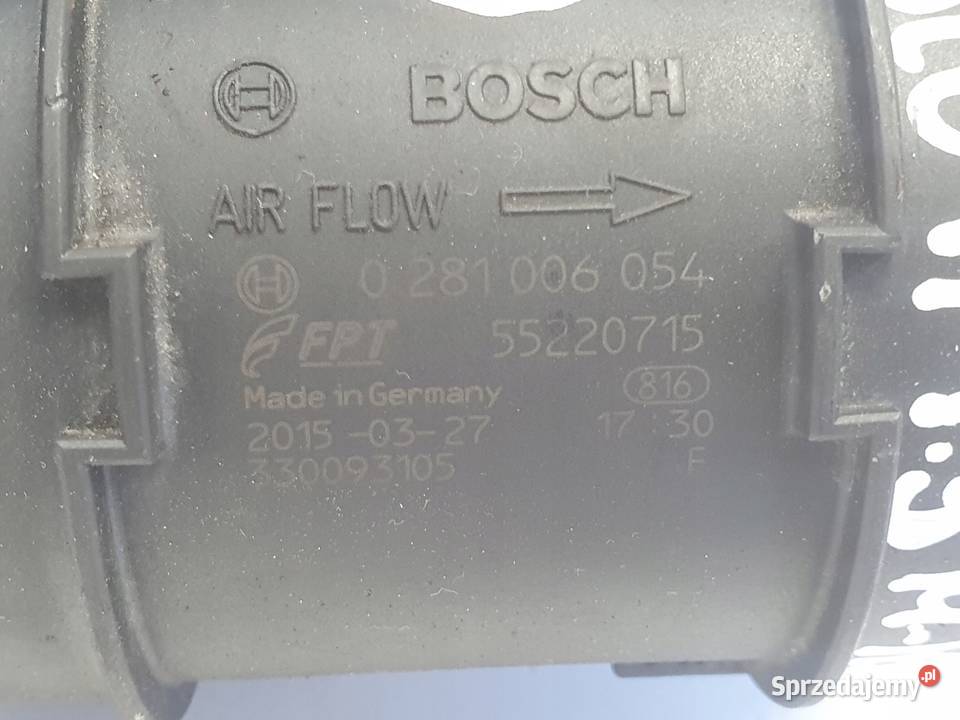 BOSCH
AIR FLOW
0 281 006 054
FPT 55220715
Made in Germany 816
2015-03-27 17:30
330093105 F
Sprzedajemy.pl